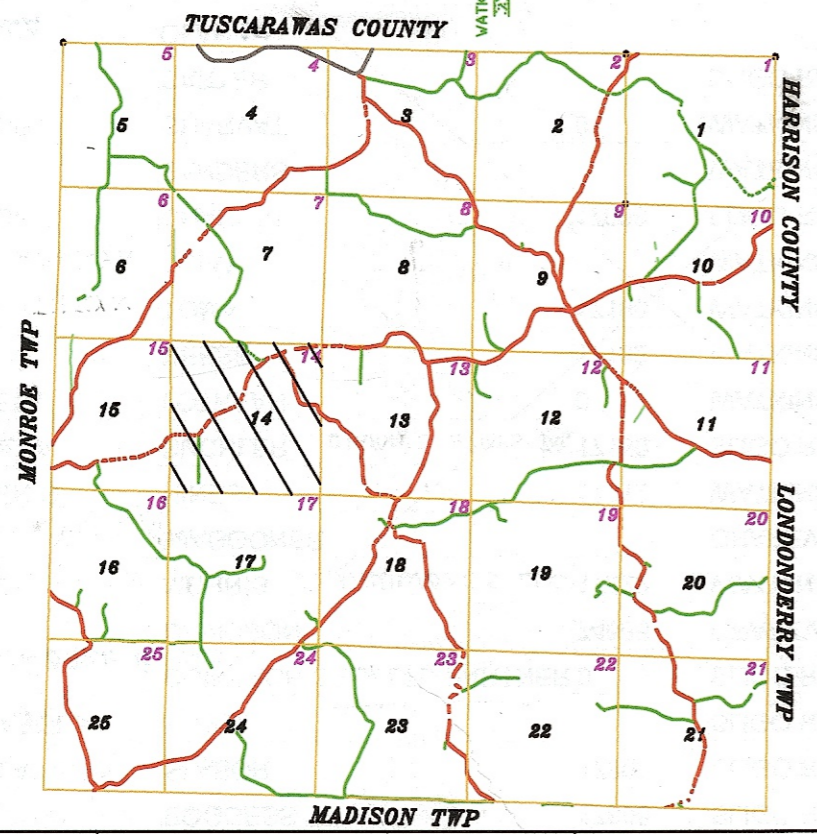 TUSCARAWAS COUNTY
WATK
5 4 3 2 1
5 4 3 2 1
HARRISON COUNTY
6 7 8 9 10
6 7 8 9 10
MONROE TWP
15 14 13 12 11
15 14 13 12 11
LONDONDERRY TWP
16 17 18 19 20
16 17 18 19 20
25 24 23 22 21
25 24 23 22 21
MADISON TWP